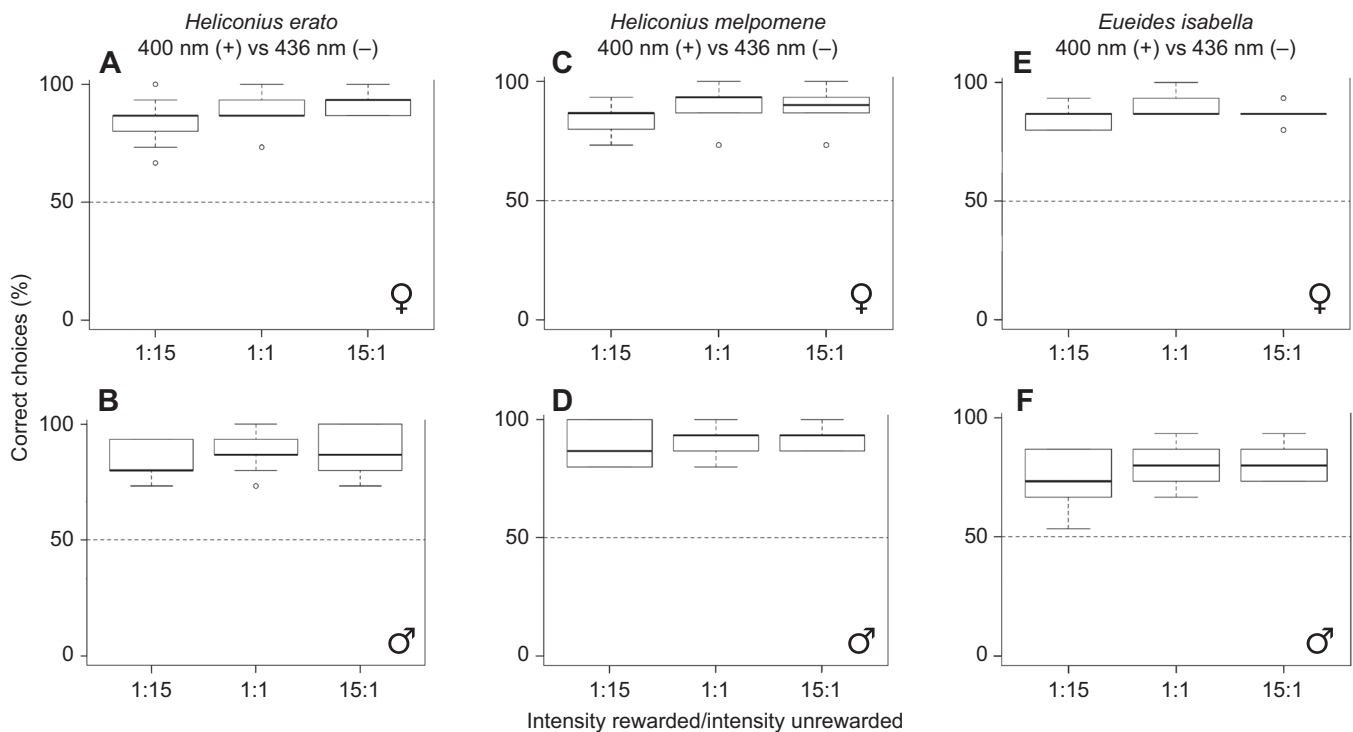 Heliconius erato
400 nm (+) vs 436 nm (–)
Heliconius melpomene
400 nm (+) vs 436 nm (–)
Eueides isabella
400 nm (+) vs 436 nm (–)
Correct choices (%)
A
100
50
0
1:15 1:1 15:1
C
100
50
0
1:15 1:1 15:1
E
100
50
0
1:15 1:1 15:1
B
100
50
0
1:15 1:1 15:1
D
100
50
0
1:15 1:1 15:1
F
100
50
0
1:15 1:1 15:1
Intensity rewarded/intensity unrewarded